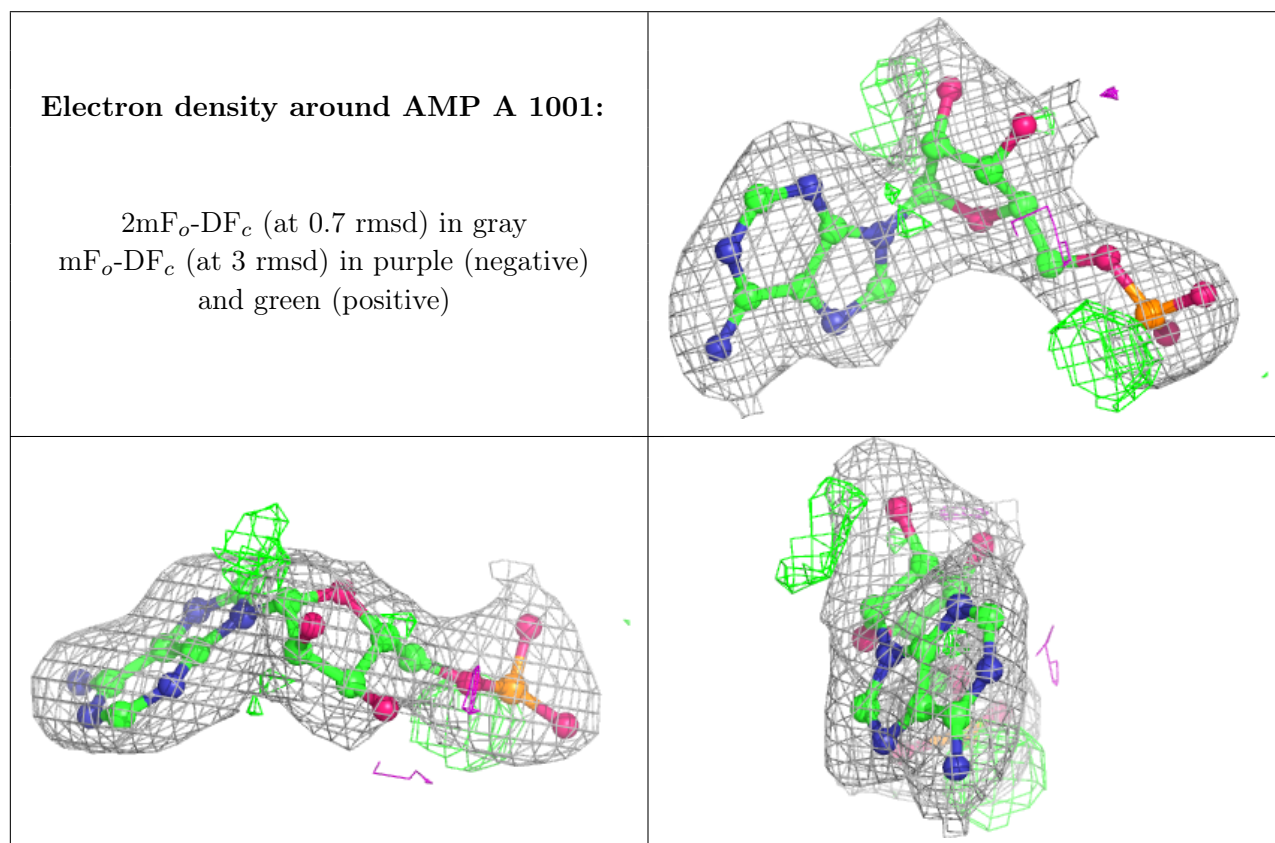 Electron density around AMP A 1001:
2mFo-DFc (at 0.7 rmsd) in gray
mFo-DFc (at 3 rmsd) in purple (negative)
and green (positive)